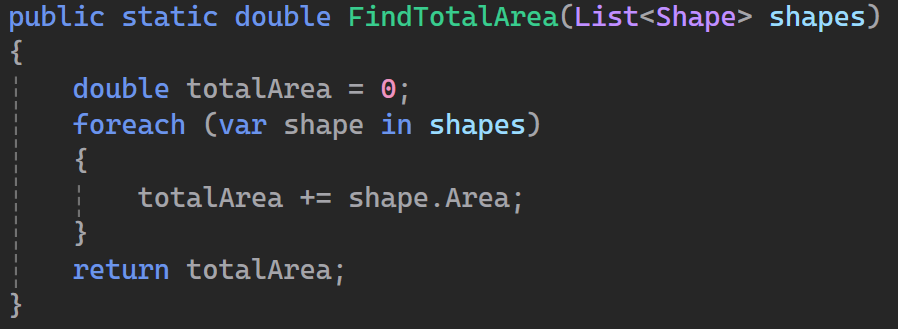 public static double FindTotalArea(List<Shape> shapes)
{
    double totalArea = 0;
    foreach (var shape in shapes)
    {
        totalArea += shape.Area;
    }
    return totalArea;
}